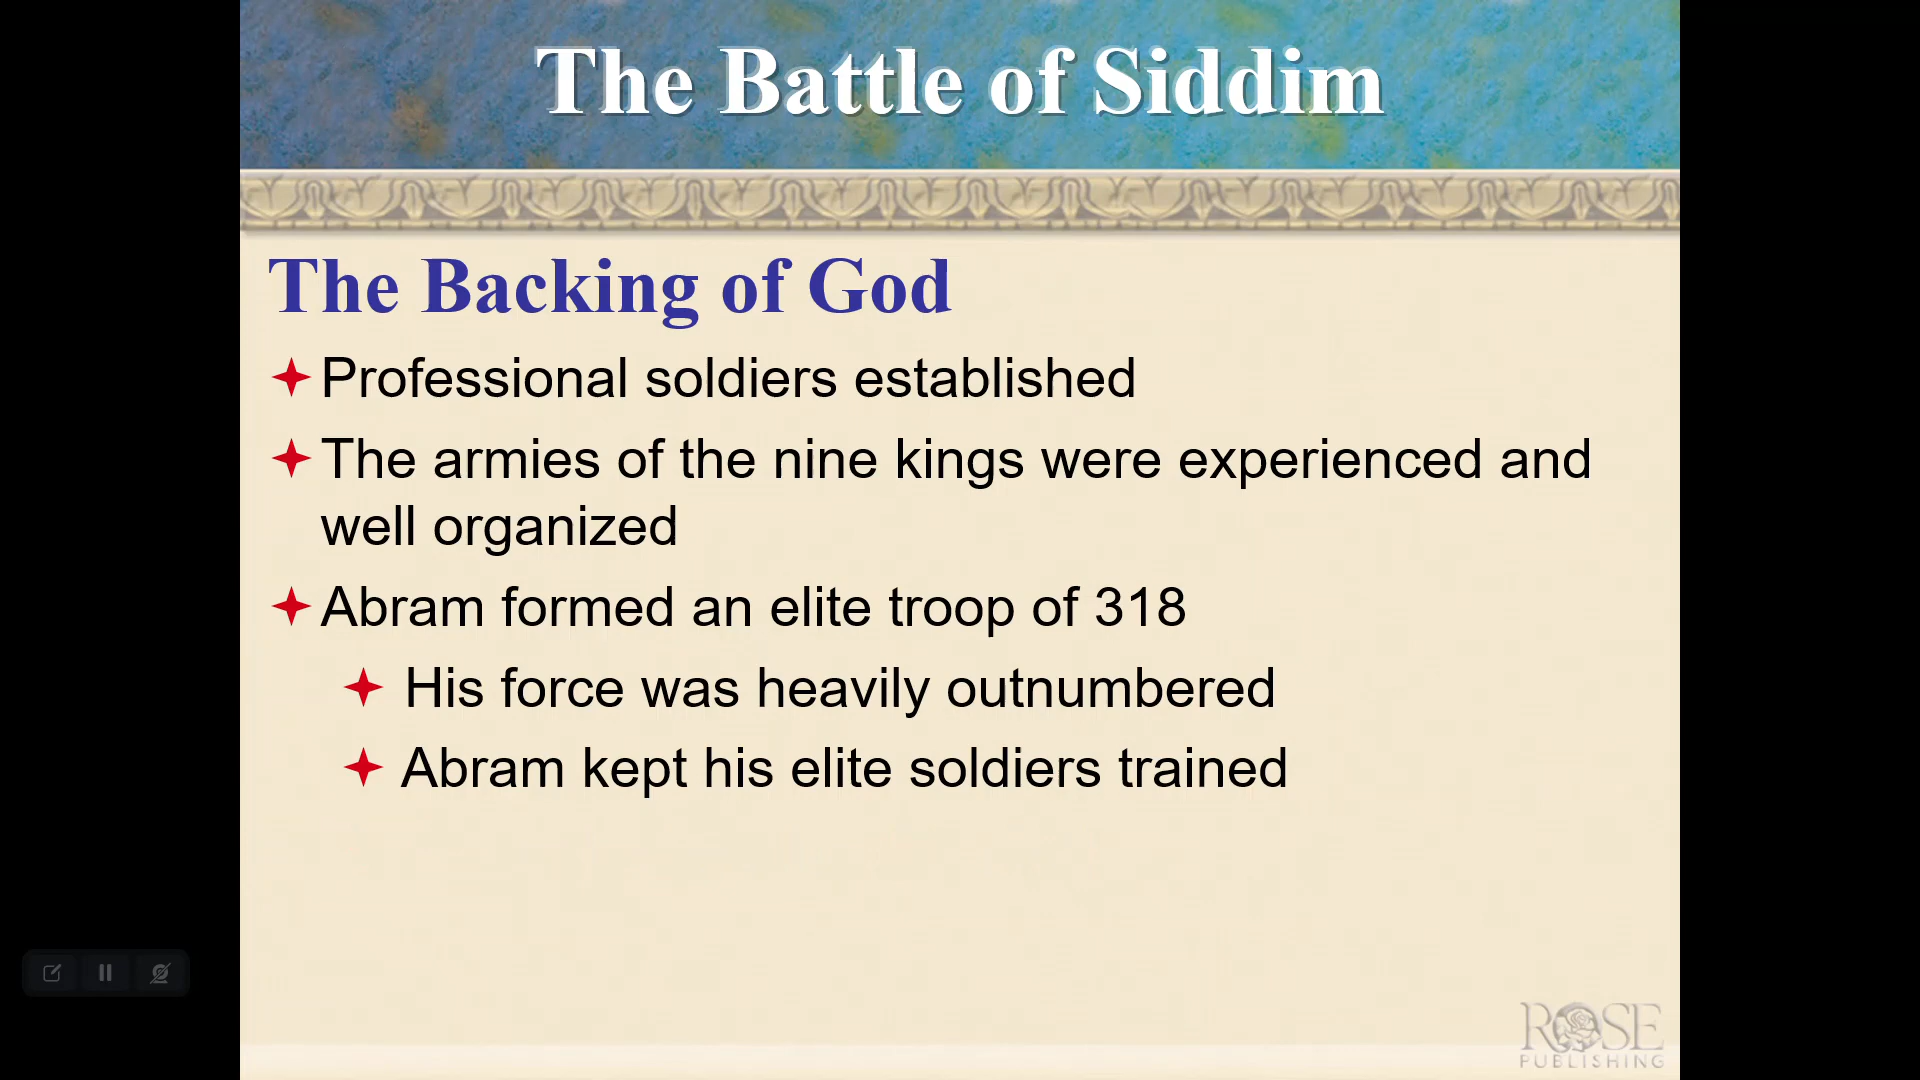 The Battle of Siddim
The Backing of God
Professional soldiers established
The armies of the nine kings were experienced and
well organized
Abram formed an elite troop of 318
His force was heavily outnumbered
Abram kept his elite soldiers trained
ROSE
PUBLISHING